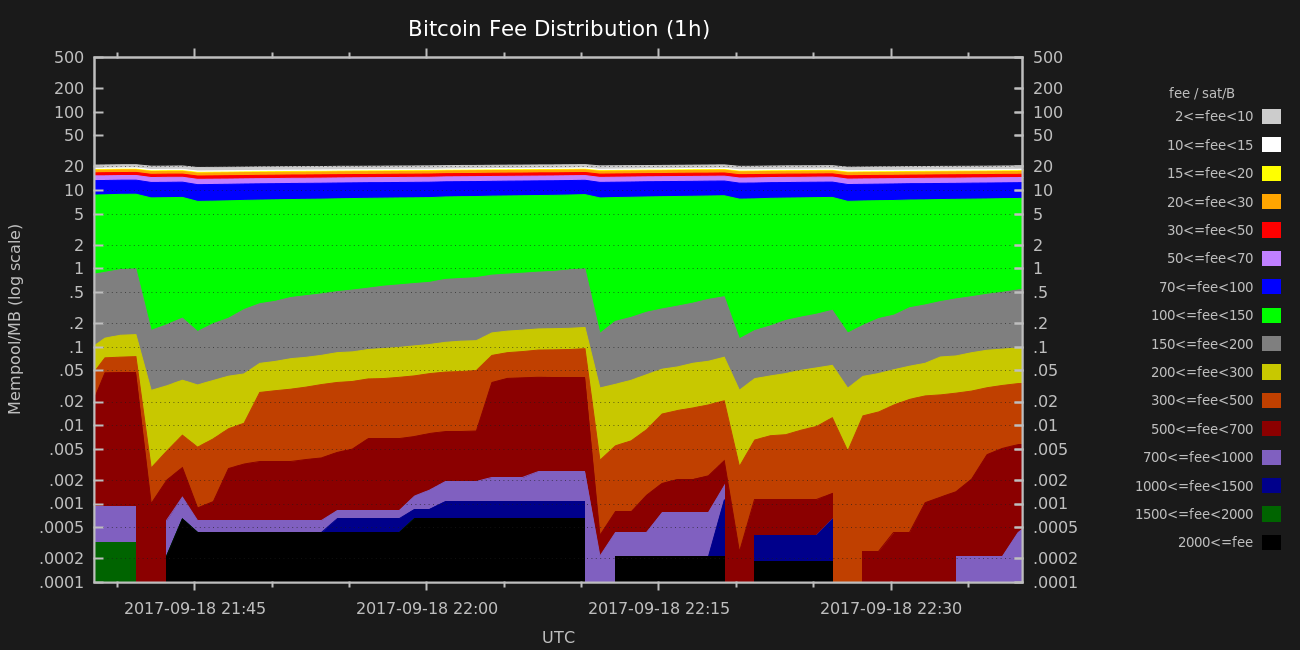 Bitcoin Fee Distribution (1h)
Mempool/MB (log scale)
500
200
100
50
20
10
5
2
1
.5
.2
.1
.05
.02
.01
.005
.002
.001
.0005
.0002
.0001
500
200
100
50
20
10
5
2
1
.5
.2
.1
.05
.02
.01
.005
.002
.001
.0005
.0002
.0001
2017-09-18 21:45
2017-09-18 22:00
2017-09-18 22:15
2017-09-18 22:30
UTC
fee / sat/B
2<=fee<10
10<=fee<15
15<=fee<20
20<=fee<30
30<=fee<50
50<=fee<70
70<=fee<100
100<=fee<150
150<=fee<200
200<=fee<300
300<=fee<500
500<=fee<700
700<=fee<1000
1000<=fee<1500
1500<=fee<2000
2000<=fee